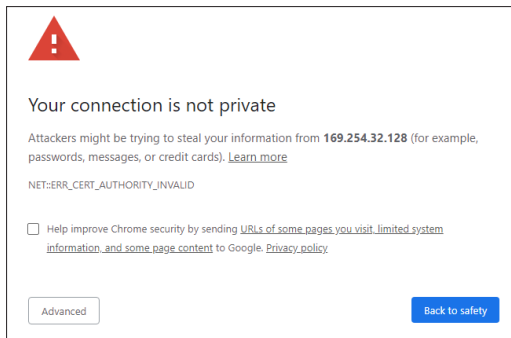 Your connection is not private
Attackers might be trying to steal your information from 169.254.32.128 (for example,
passwords, messages, or credit cards). Learn more
NET::ERR_CERT_AUTHORITY_INVALID
Help improve Chrome security by sending URLs of some pages you visit, limited system
information, and some page content to Google. Privacy policy
Advanced
Back to safety